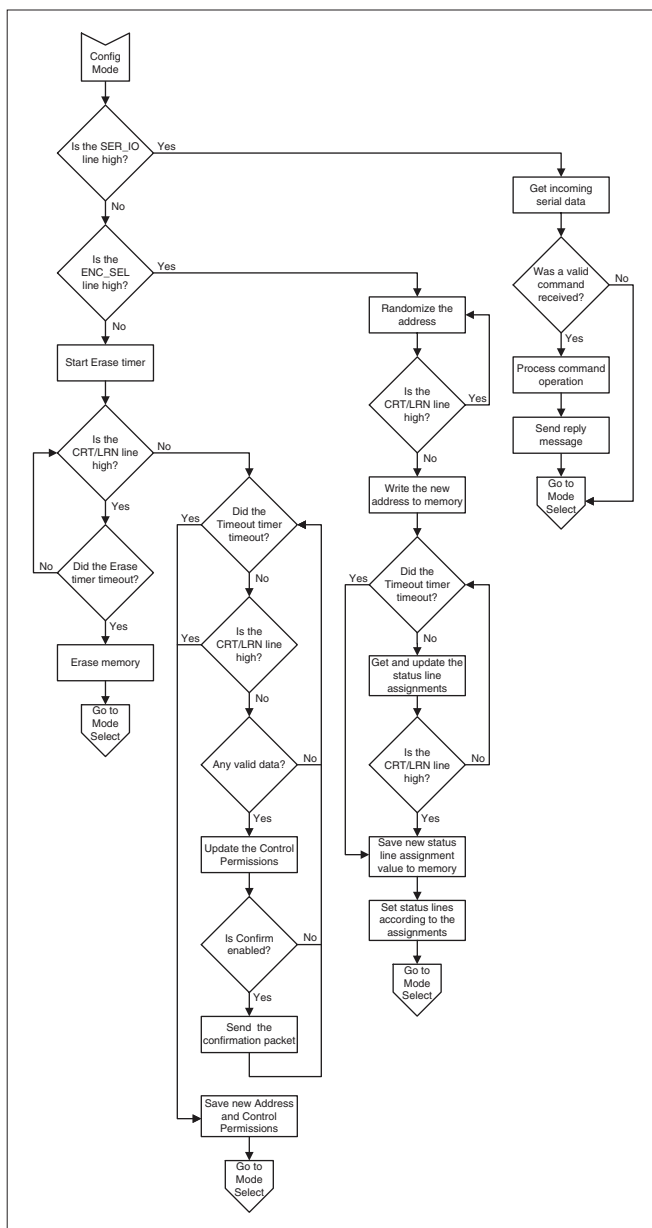 Config
Mode
Is the SER_IO
line high?
Yes
No
Get incoming
serial data
Was a valid
command
received?
No
Yes
Process command
operation
Send reply
message
Go to
Mode
Select
Is the
ENC_SEL
line high?
Yes
No
Randomize the
address
Is the
CRT/LRN line
high?
Yes
No
Write the new
address to memory
Did the
Timeout timer
timeout?
Yes
No
Get and update the
status line
assignments
Is the
CRT/LRN line
high?
No
Yes
Save new status
line assignment
value to memory
Set status lines
according to the
assignments
Go to
Mode
Select
Start Erase timer
Is the
CRT/LRN line
high?
No
Yes
Did the Erase
timer timeout?
No
Yes
Erase memory
Go to
Mode
Select
Did the
Timeout timer
timeout?
Yes
No
Is the
CRT/LRN line
high?
Yes
No
Any valid data?
No
Yes
Update the Control
Permissions
Is Confirm
enabled?
No
Yes
Send the
confirmation packet
Save new Address
and Control
Permissions
Go to
Mode
Select